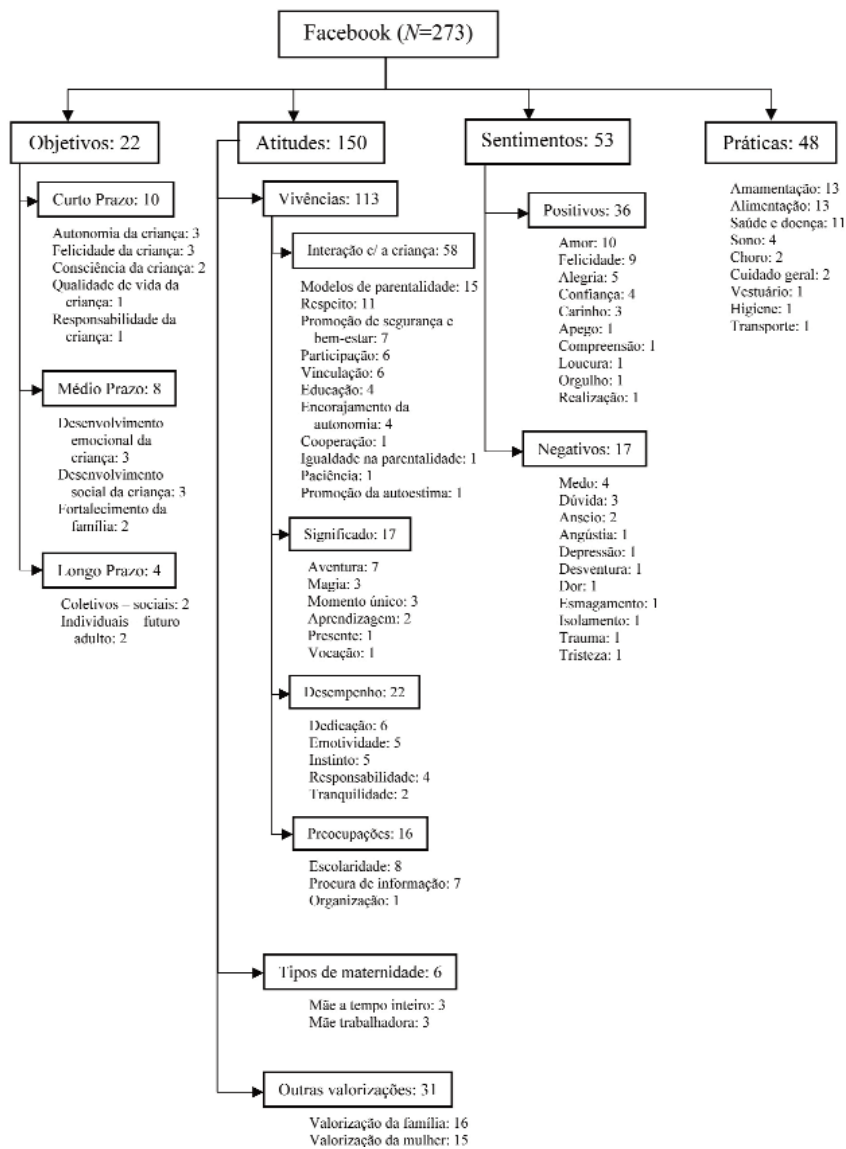 Facebook (N=273)
Objetivos: 22
Curto Prazo: 10
Autonomia da criança: 3
Felicidade da criança: 3
Consciência da criança: 2
Qualidade de vida da
criança: 1
Responsabilidade da
criança: 1
Médio Prazo: 8
Desenvolvimento
emocional da
criança: 3
Desenvolvimento
social da criança: 3
Fortalecimento da
família: 2
Longo Prazo: 4
Coletivos – sociais: 2
Individuais futuro
adulto: 2
Atitudes: 150
Vivências: 113
Interação c/ a criança: 58
Modelos de parentalidade: 15
Respeito: 11
Promoção de segurança e
bem-estar: 7
Participação: 6
Vinculação: 6
Educação: 4
Encorajamento da
autonomia: 4
Cooperação: 1
Igualdade na parentalidade: 1
Paciência: 1
Promoção da autoestima: 1
Significado: 17
Aventura: 7
Magia: 3
Momento único: 3
Aprendizagem: 2
Presente: 1
Vocação: 1
Desempenho: 22
Dedicação: 6
Emotividade: 5
Instinto: 5
Responsabilidade: 4
Tranquilidade: 2
Preocupações: 16
Escolaridade: 8
Procura de informação: 7
Organização: 1
Tipos de maternidade: 6
Mãe a tempo inteiro: 3
Mãe trabalhadora: 3
Outras valorizações: 31
Valorização da família: 16
Valorização da mulher: 15
Sentimentos: 53
Positivos: 36
Amor: 10
Felicidade: 9
Alegria: 5
Confiança: 4
Carinho: 3
Apego: 1
Compreensão: 1
Loucura: 1
Orgulho: 1
Realização: 1
Negativos: 17
Medo: 4
Dúvida: 3
Anseio: 2
Angústia: 1
Depressão: 1
Desventura: 1
Dor: 1
Esmagamento: 1
Isolamento: 1
Trauma: 1
Tristeza: 1
Práticas: 48
Amamentação: 13
Alimentação: 13
Saúde e doença: 11
Sono: 4
Choro: 2
Cuidado geral: 2
Vestuário: 1
Higiene: 1
Transporte: 1